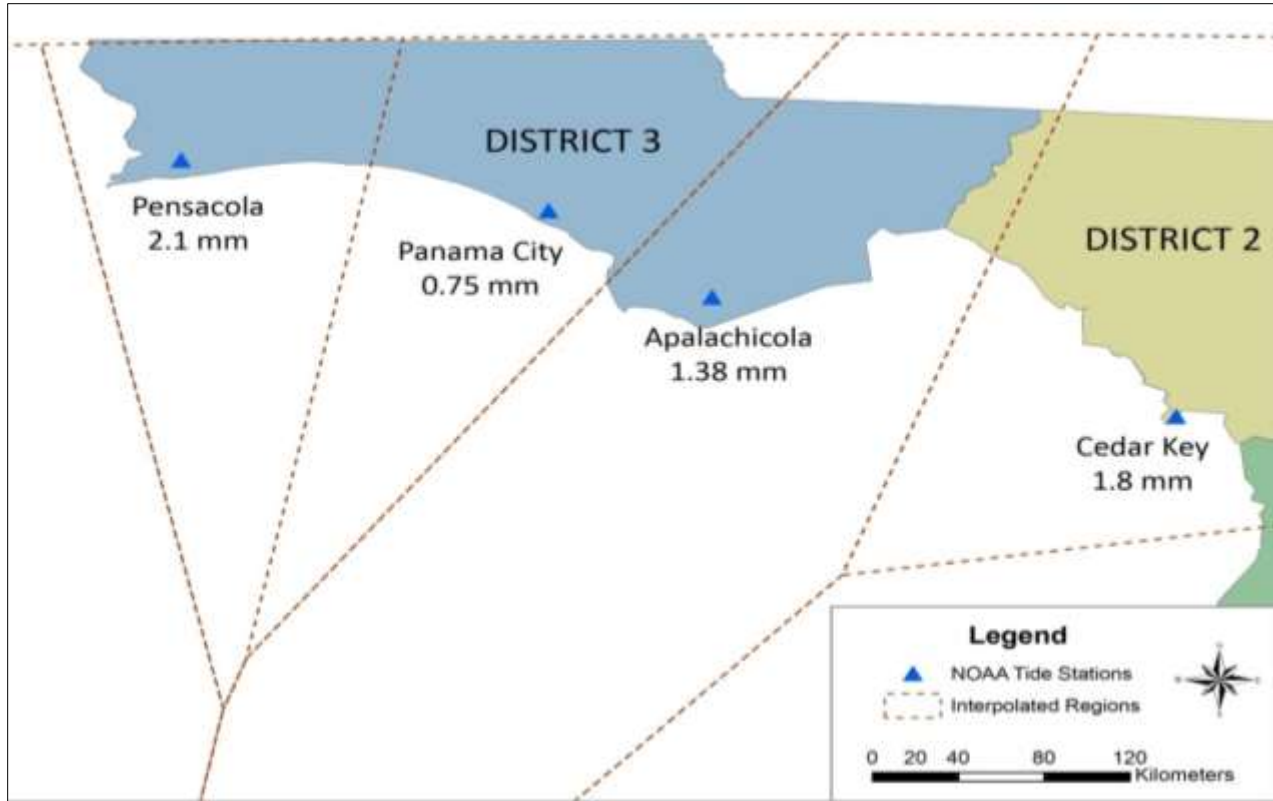 DISTRICT 3
Pensacola
2.1 mm
Panama City
0.75 mm
DISTRICT 2
Apalachicola
1.38 mm
Cedar Key
1.8 mm
Legend
NOAA Tide Stations
Interpolated Regions
0 20 40 80 120
Kilometers